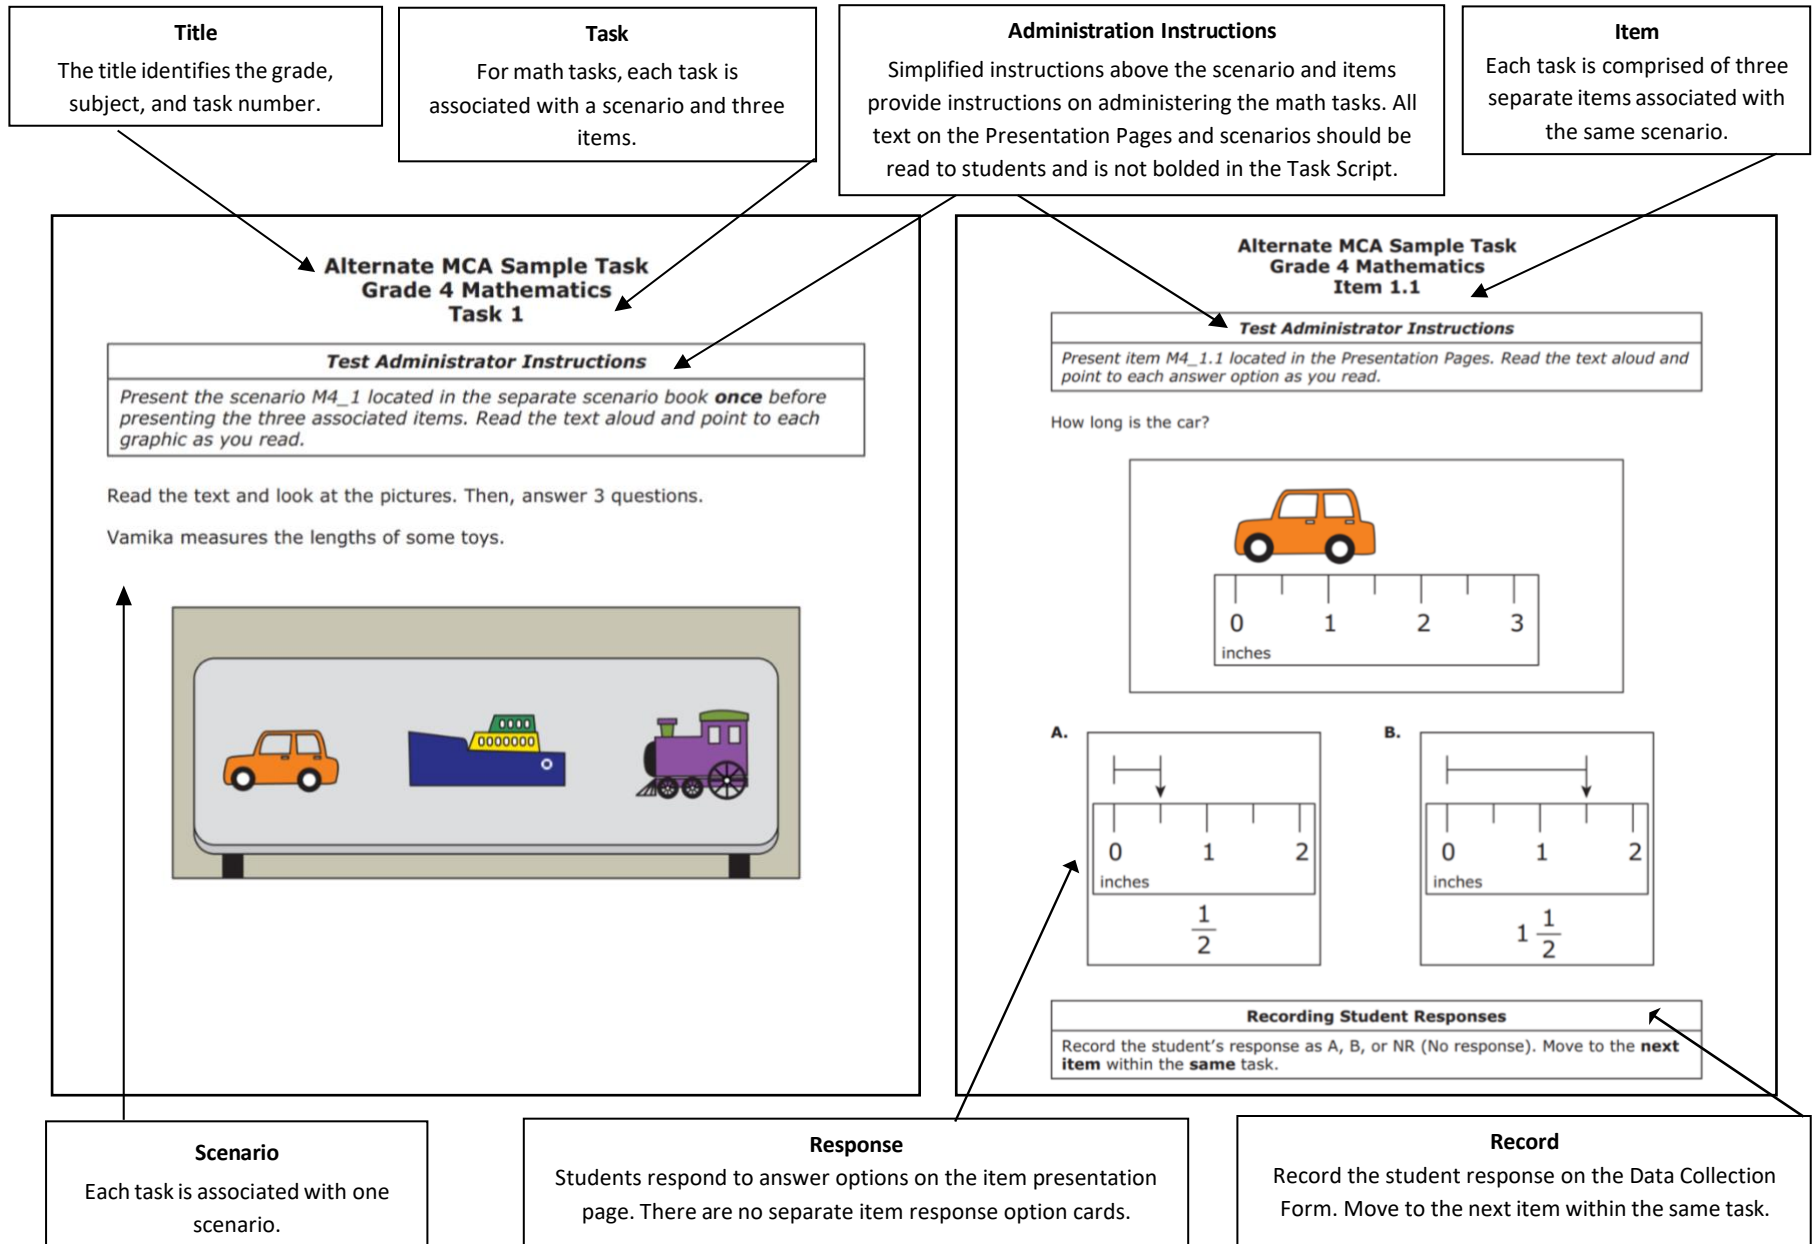 Title
The title identifies the grade,
subject, and task number.
Task
For math tasks, each task is
associated with a scenario and three
items.
Administration Instructions
Simplified instructions above the scenario and items
provide instructions on administering the math tasks. All
text on the Presentation Pages and scenarios should be
read to students and is not bolded in the Task Script.
Item
Each task is comprised of three
separate items associated with
the same scenario.
Alternate MCA Sample Task
Grade 4 Mathematics
Task 1
Test Administrator Instructions
Present the scenario M4_1 located in the separate scenario book once before
presenting the three associated items. Read the text aloud and point to each
graphic as you read.
Read the text and look at the pictures. Then, answer 3 questions.
Vamika measures the lengths of some toys.
Alternate MCA Sample Task
Grade 4 Mathematics
Item 1.1
Test Administrator Instructions
Present item M4_1.1 located in the Presentation Pages. Read the text aloud and
point to each answer option as you read.
How long is the car?
0 1 2 3
inches
A.
0 1 2
inches
1
2
B.
0 1 2
inches
1 1
2
Recording Student Responses
Record the student's response as A, B, or NR (No response). Move to the next
item within the same task.
Scenario
Each task is associated with one
scenario.
Response
Students respond to answer options on the item presentation
page. There are no separate item response option cards.
Record
Record the student response on the Data Collection
Form. Move to the next item within the same task.